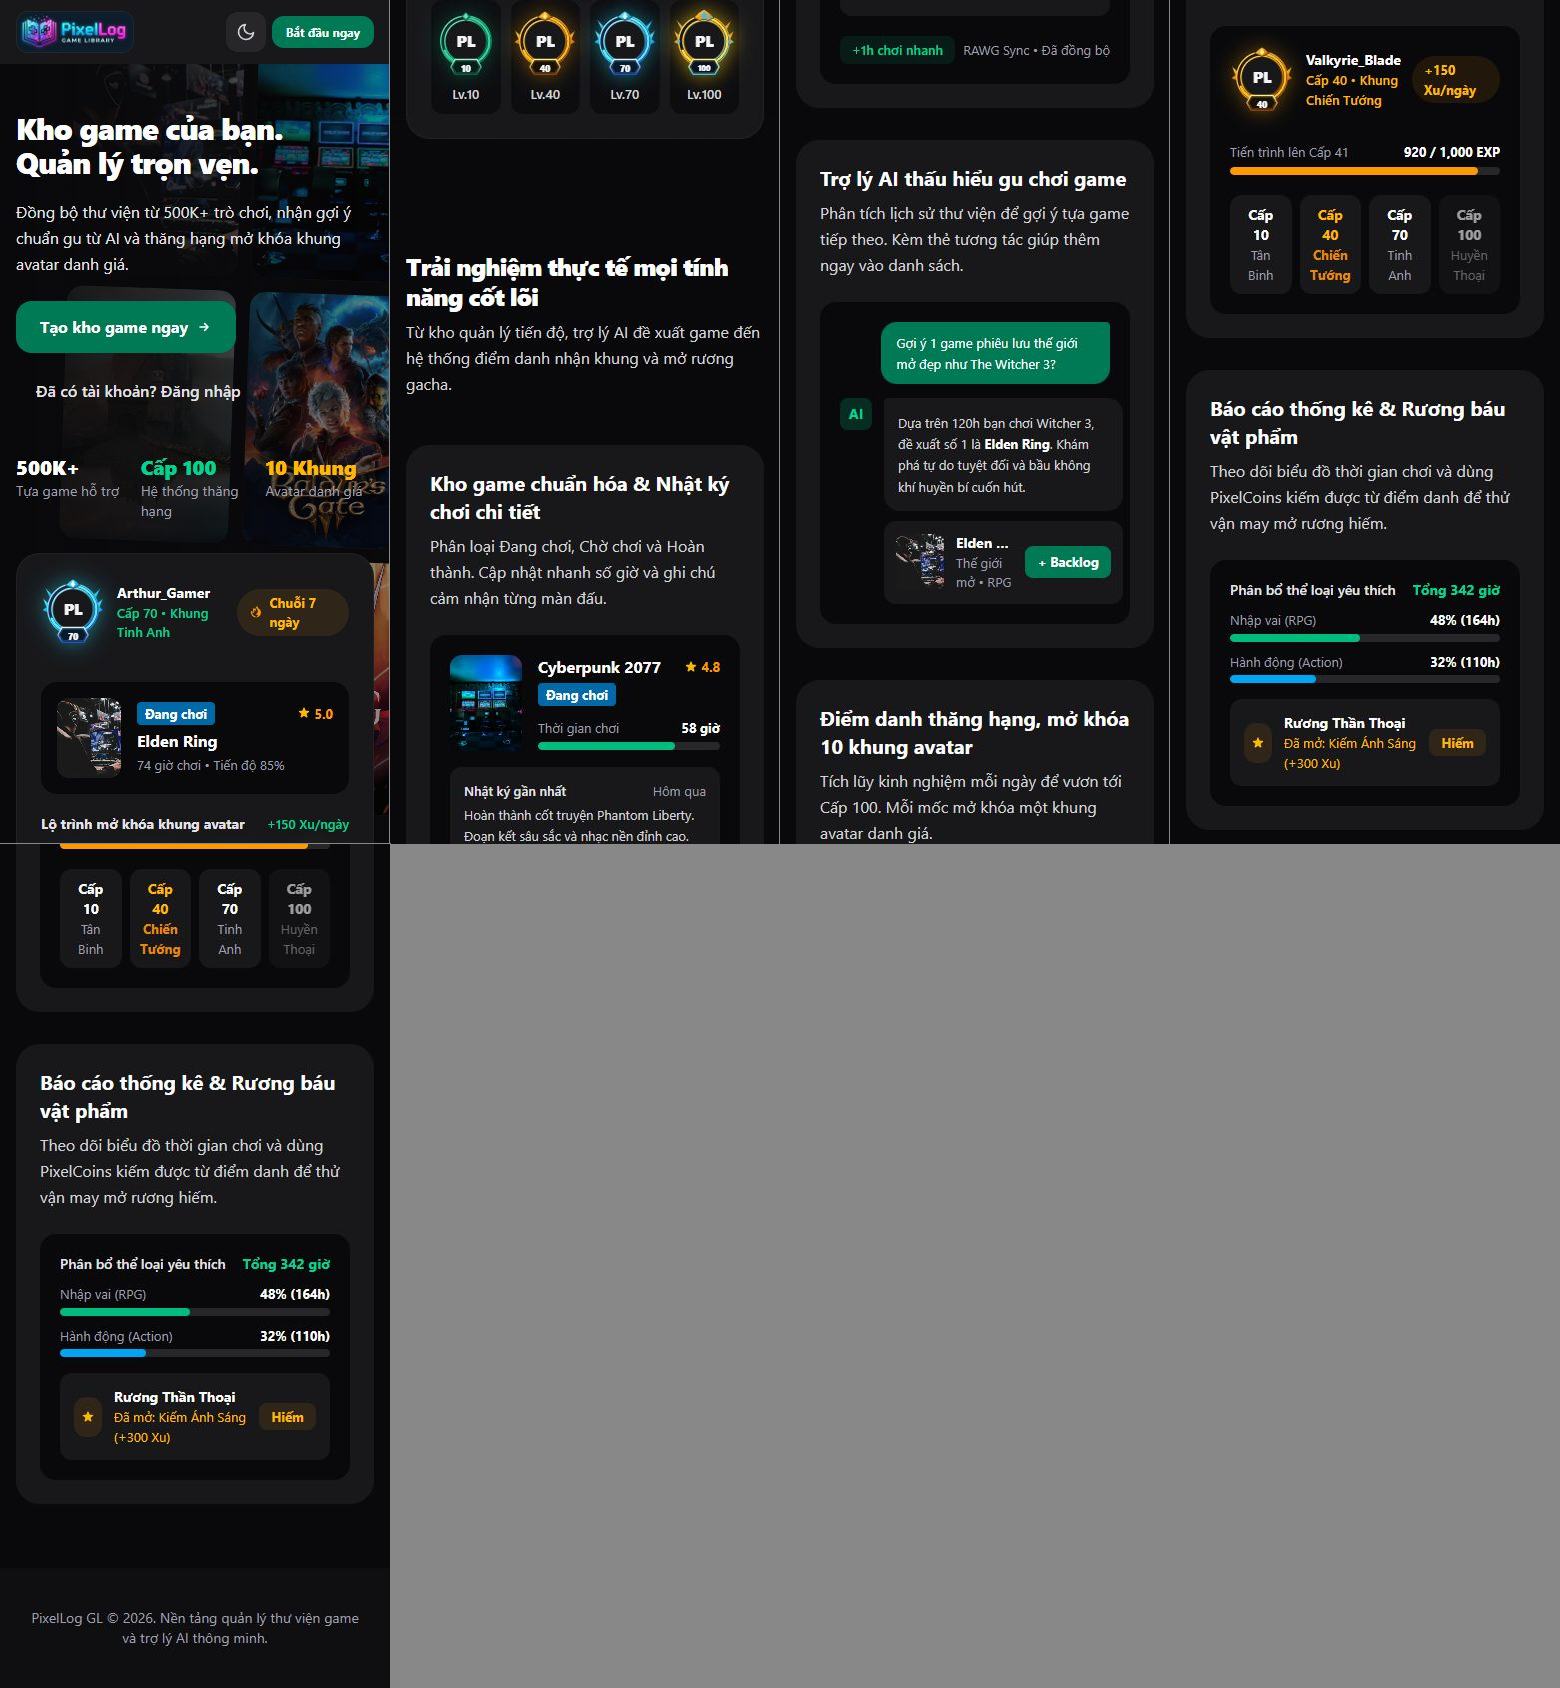 PixelLog
GAME LIBRARY
Bắt đầu ngay
Kho game của bạn.
Quản lý trọn vẹn.
Đồng bộ thư viện từ 500K+ trò chơi, nhận gợi ý
chuẩn gu từ AI và thăng hạng mở khóa khung
avatar danh giá.
Tạo kho game ngay →
Đã có tài khoản? Đăng nhập
500K+
Tựa game hỗ trợ
Cấp 100
Hệ thống thăng
hạng
10 Khung
Avatar danh giá
Baldur's
Gate
PL
70
Arthur_Gamer
Cấp 70 • Khung
Tinh Anh
Chuỗi 7
ngày
Đang chơi
★ 5.0
Elden Ring
74 giờ chơi • Tiến độ 85%
Lộ trình mở khóa khung avatar
+150 Xu/ngày
PL
10
Lv.10
PL
40
Lv.40
PL
70
Lv.70
PL
100
Lv.100
Trải nghiệm thực tế mọi tính
năng cốt lõi
Từ kho quản lý tiến độ, trợ lý AI đề xuất game đến
hệ thống điểm danh nhận khung và mở rương
gacha.
Kho game chuẩn hóa & Nhật ký
chơi chi tiết
Phân loại Đang chơi, Chờ chơi và Hoàn
thành. Cập nhật nhanh số giờ và ghi chú
cảm nhận từng màn đấu.
Cyberpunk 2077
★ 4.8
Đang chơi
Thời gian chơi
58 giờ
Nhật ký gần nhất
Hôm qua
Hoàn thành cốt truyện Phantom Liberty.
Đoạn kết sâu sắc và nhạc nền đỉnh cao.
+1h chơi nhanh
RAWG Sync • Đã đồng bộ
Trợ lý AI thấu hiểu gu chơi game
Phân tích lịch sử thư viện để gợi ý tựa game
tiếp theo. Kèm thẻ tương tác giúp thêm
ngay vào danh sách.
Gợi ý 1 game phiêu lưu thế giới
mở đẹp như The Witcher 3?
AI
Dựa trên 120h bạn chơi Witcher 3,
đề xuất số 1 là Elden Ring. Khám
phá tự do tuyệt đối và bầu không
khí huyền bí cuốn hút.
Elden ...
Thế giới
mở • RPG
+ Backlog
Điểm danh thăng hạng, mở khóa
10 khung avatar
Tích lũy kinh nghiệm mỗi ngày để vươn tới
Cấp 100. Mỗi mốc mở khóa một khung
avatar danh giá.
PL
40
Valkyrie_Blade
Cấp 40 • Khung
Chiến Tướng
+150
Xu/ngày
Tiến trình lên Cấp 41
920 / 1,000 EXP
Cấp
10
Tân
Binh
Cấp
40
Chiến
Tướng
Cấp
70
Tinh
Anh
Cấp
100
Huyền
Thoại
Báo cáo thống kê & Rương báu
vật phẩm
Theo dõi biểu đồ thời gian chơi và dùng
PixelCoins kiếm được từ điểm danh để thử
vận may mở rương hiếm.
Phân bổ thể loại yêu thích
Tổng 342 giờ
Nhập vai (RPG)
48% (164h)
Hành động (Action)
32% (110h)
Rương Thần Thoại
Đã mở: Kiếm Ánh Sáng
(+300 Xu)
Hiếm
Cấp
10
Tân
Binh
Cấp
40
Chiến
Tướng
Cấp
70
Tinh
Anh
Cấp
100
Huyền
Thoại
Báo cáo thống kê & Rương báu
vật phẩm
Theo dõi biểu đồ thời gian chơi và dùng
PixelCoins kiếm được từ điểm danh để thử
vận may mở rương hiếm.
Phân bổ thể loại yêu thích
Tổng 342 giờ
Nhập vai (RPG)
48% (164h)
Hành động (Action)
32% (110h)
Rương Thần Thoại
Đã mở: Kiếm Ánh Sáng
(+300 Xu)
Hiếm
PixelLog GL © 2026. Nền tảng quản lý thư viện game
và trợ lý AI thông minh.